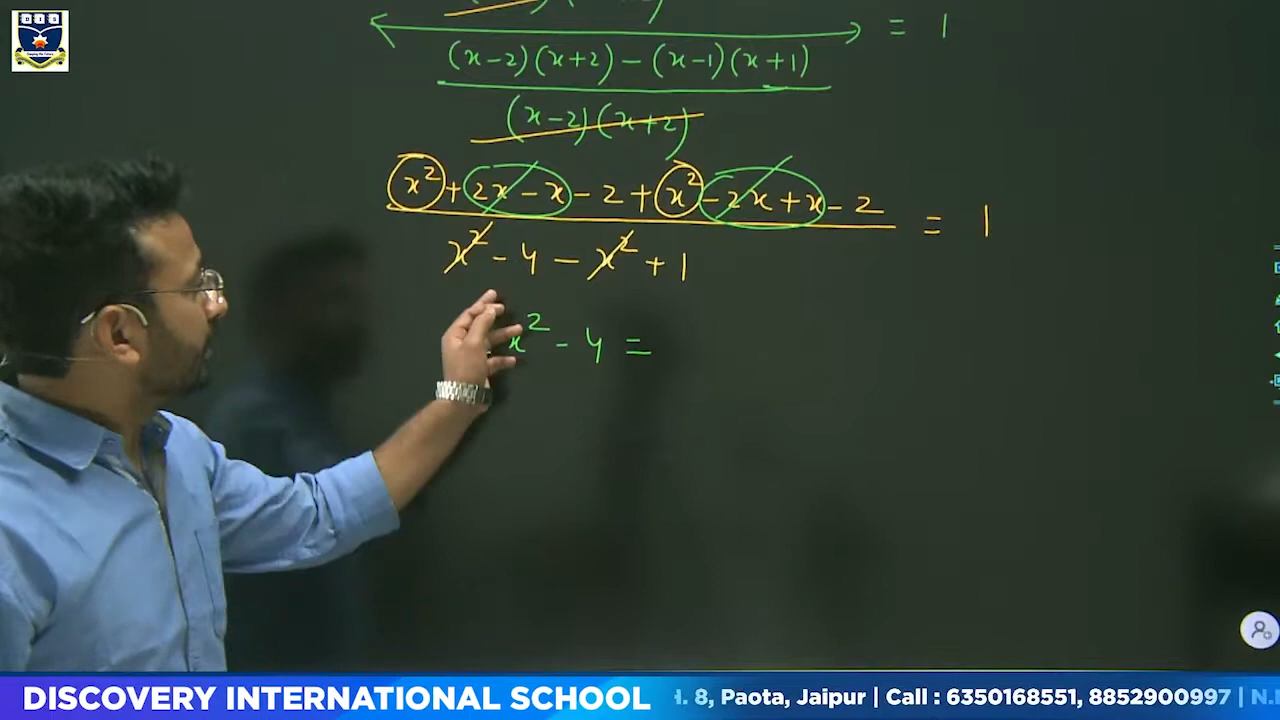 = 1
(x-2)(x+2) - (x-1)(x+1)
(x-2)(x+2)
x² + 2x - x - 2 + x² - 2x + x - 2 = 1
x² - 4 - x² + 1
x² - 4 =
DISCOVERY INTERNATIONAL SCHOOL
. 8, Paota, Jaipur | Call : 6350168551, 8852900997 | N.